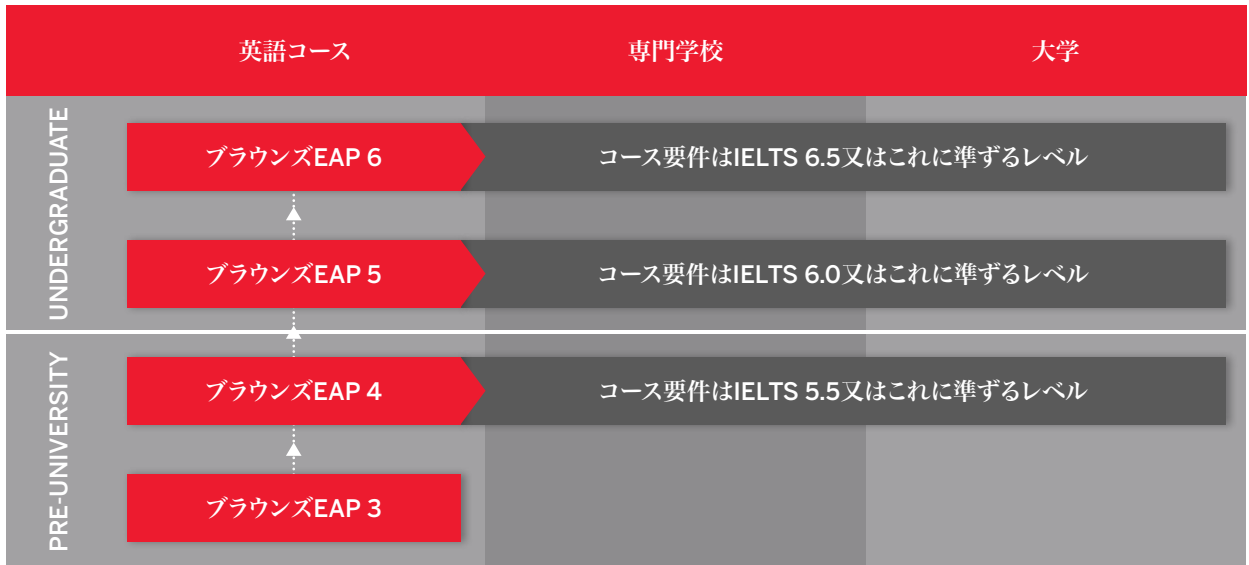 英語コース
専門学校
大学
UNDERGRADUATE
ブラウンズEAP 6
コース要件はIELTS 6.5又はこれに準ずるレベル
ブラウンズEAP 5
コース要件はIELTS 6.0又はこれに準ずるレベル
PRE-UNIVERSITY
ブラウンズEAP 4
コース要件はIELTS 5.5又はこれに準ずるレベル
ブラウンズEAP 3